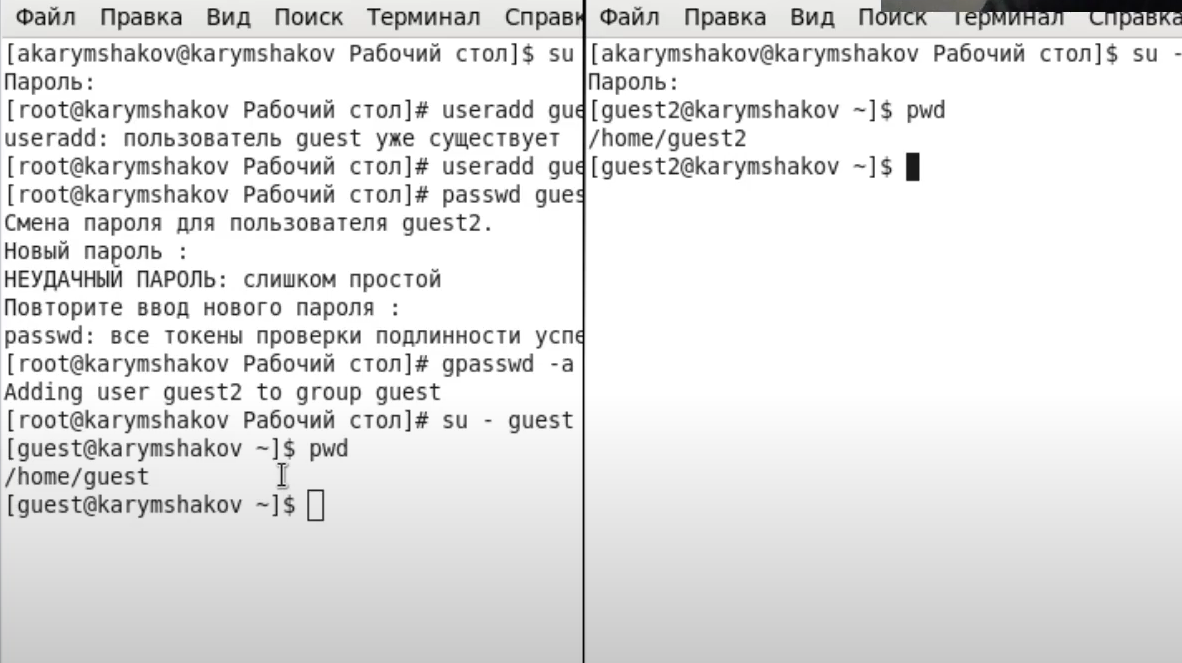 Файл Правка Вид Поиск Терминал Справк
[akarymshakov@karymshakov Рабочий стол]$ su
Пароль:
[root@karymshakov Рабочий стол]# useradd gue
useradd: пользователь guest уже существует
[root@karymshakov Рабочий стол]# useradd gue
[root@karymshakov Рабочий стол]# passwd gues
Смена пароля для пользователя guest2.
Новый пароль :
НЕУДАЧНЫЙ ПАРОЛЬ: слишком простой
Повторите ввод нового пароля :
passwd: все токены проверки подлинности успе
[root@karymshakov Рабочий стол]# gpasswd -a
Adding user guest2 to group guest
[root@karymshakov Рабочий стол]# su - guest
[guest@karymshakov ~]$ pwd
/home/guest
[guest@karymshakov ~]$
Файл Правка Вид Поиск Терминал Справка
[akarymshakov@karymshakov Рабочий стол]$ su -
Пароль:
[guest2@karymshakov ~]$ pwd
/home/guest2
[guest2@karymshakov ~]$